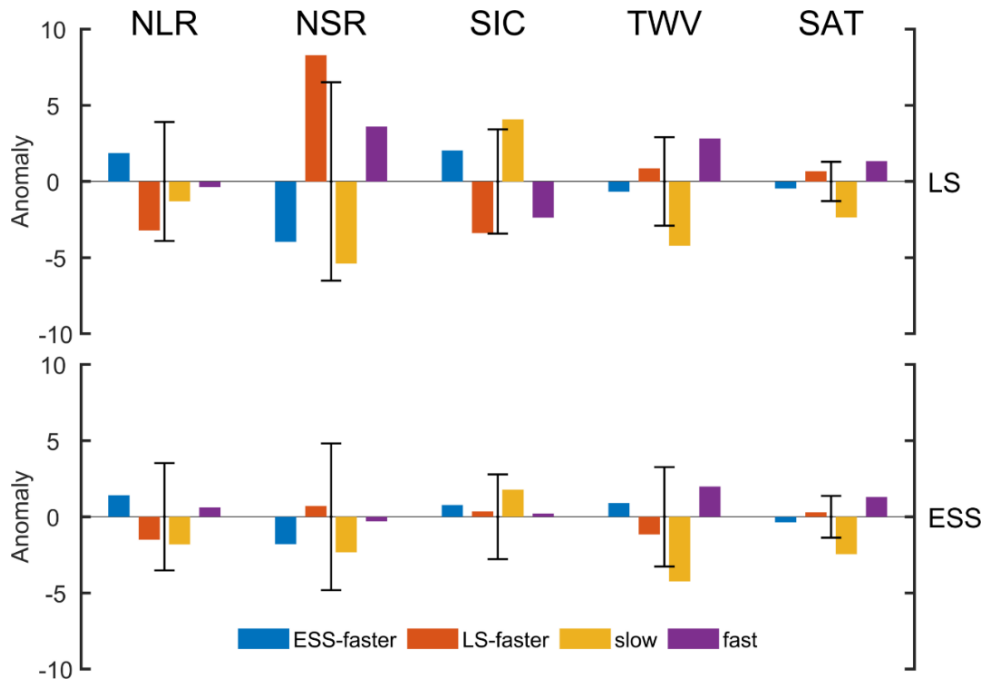 NLR NSR SIC TWV SAT
10
5
0
-5
-10
Anomaly
LS
10
5
0
-5
-10
Anomaly
ESS
ESS-faster LS-faster slow fast